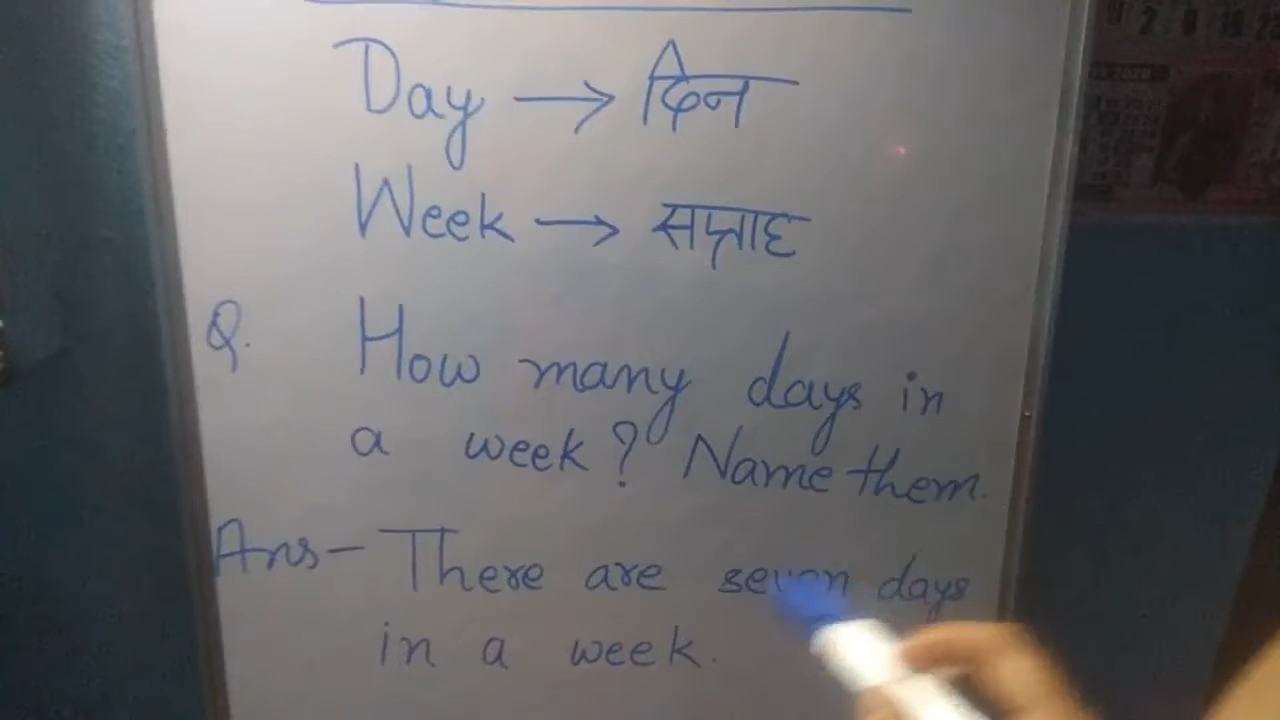 Day → दिन
Week → सप्ताह
Q. How many days in
a week? Name them.
Ans- There are seven days
in a week.